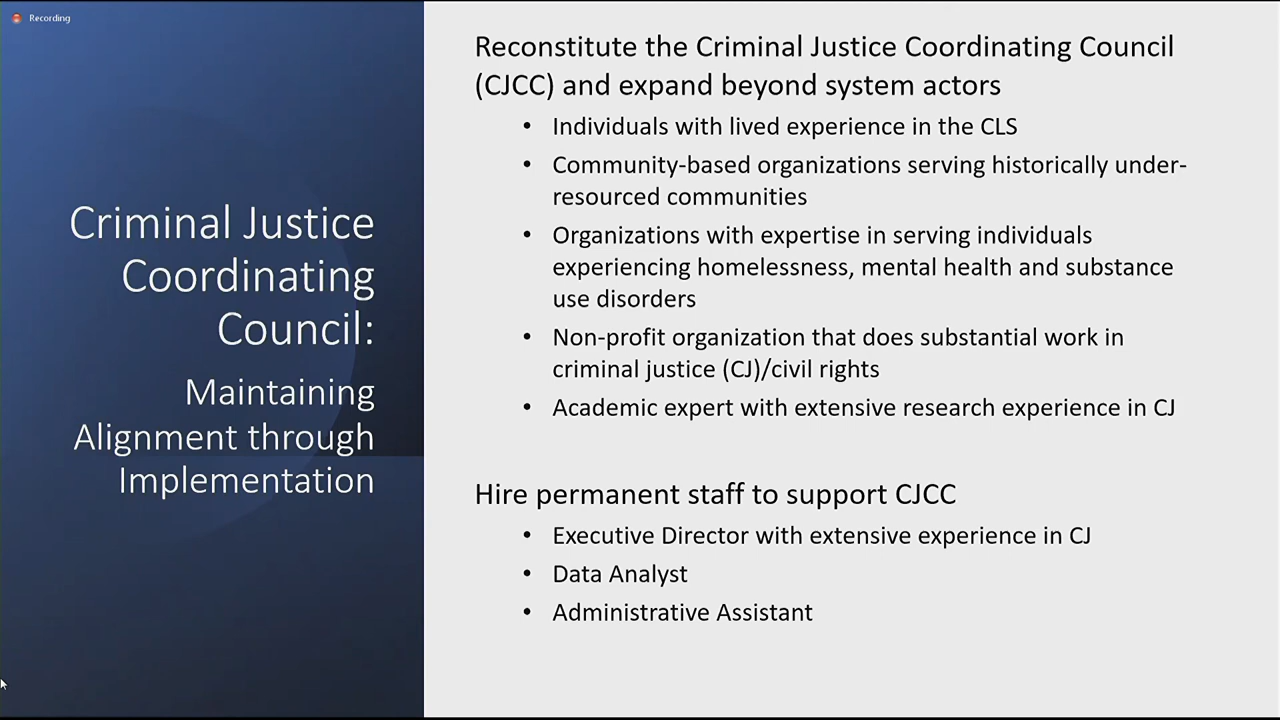 Recording
Criminal Justice
Coordinating
Council:
Maintaining
Alignment through
Implementation
Reconstitute the Criminal Justice Coordinating Council
(CJCC) and expand beyond system actors
• Individuals with lived experience in the CLS
• Community-based organizations serving historically under-
resourced communities
• Organizations with expertise in serving individuals
experiencing homelessness, mental health and substance
use disorders
• Non-profit organization that does substantial work in
criminal justice (CJ)/civil rights
• Academic expert with extensive research experience in CJ
Hire permanent staff to support CJCC
• Executive Director with extensive experience in CJ
• Data Analyst
• Administrative Assistant